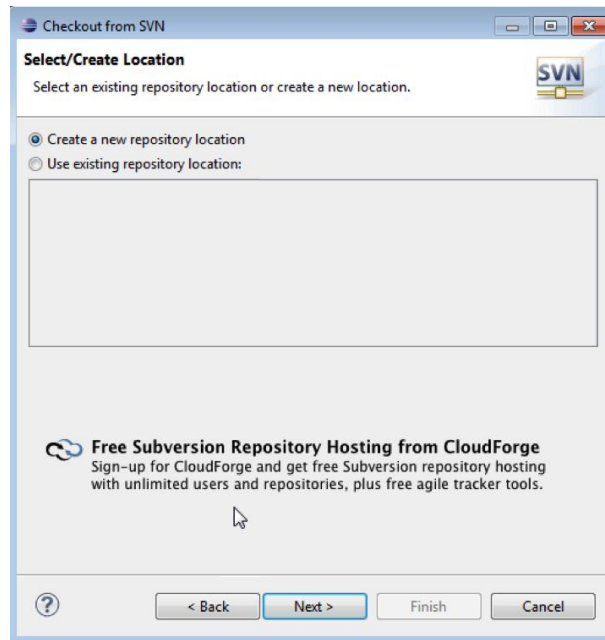 Checkout from SVN
Select/Create Location
Select an existing repository location or create a new location.
SVN
Create a new repository location
Use existing repository location:
Free Subversion Repository Hosting from CloudForge
Sign-up for CloudForge and get free Subversion repository hosting
with unlimited users and repositories, plus free agile tracker tools.
? < Back Next > Finish Cancel